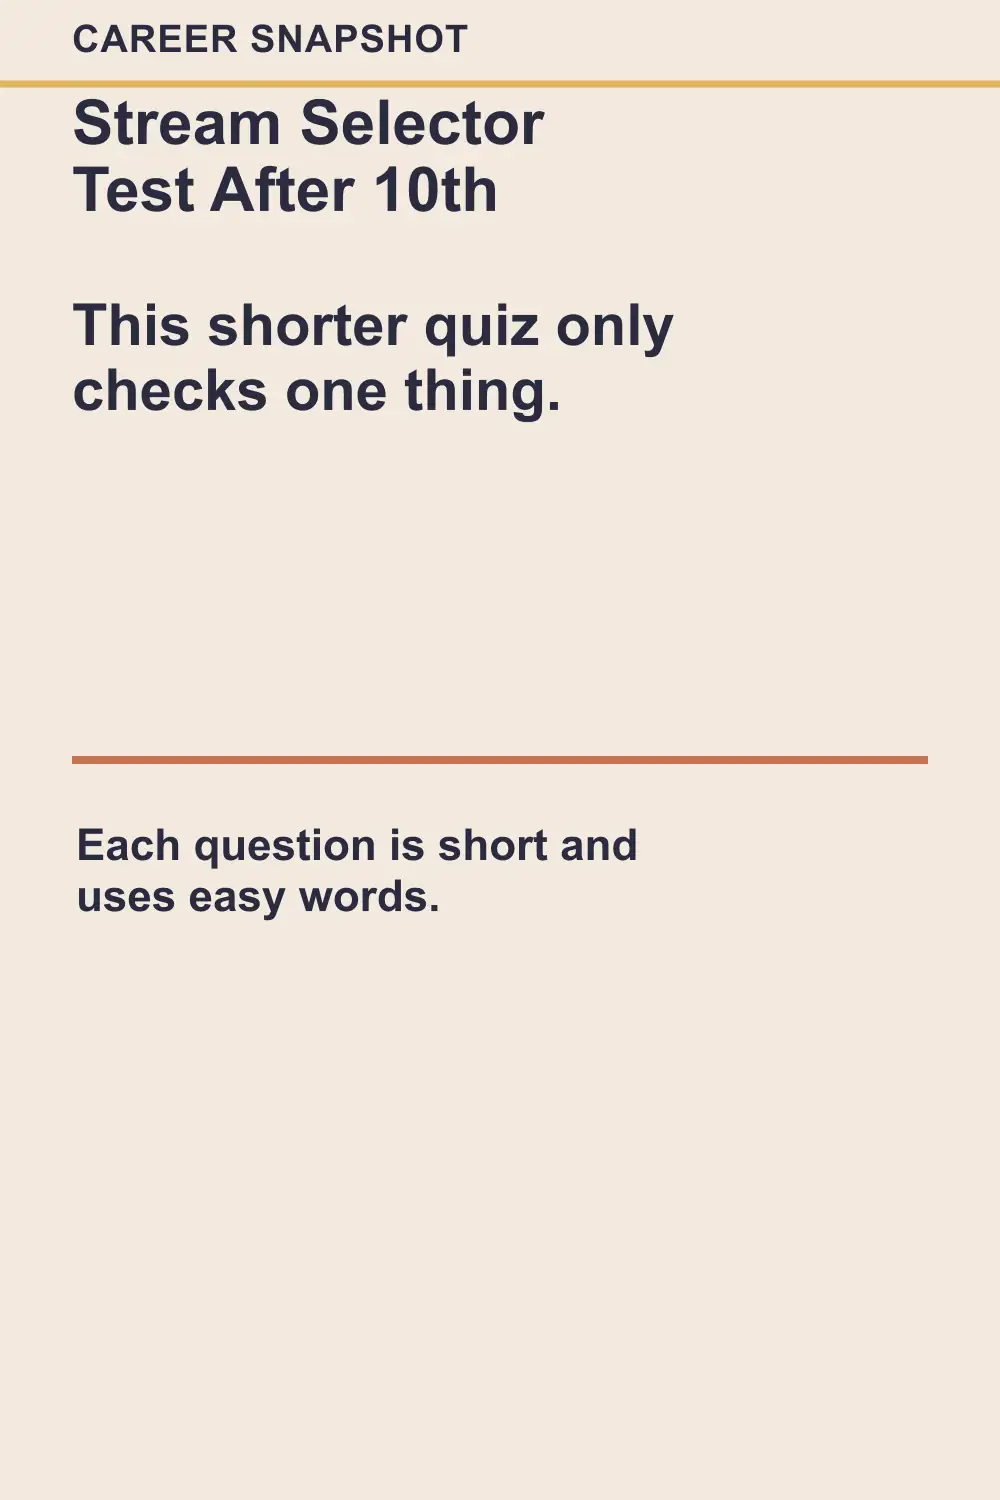 CAREER SNAPSHOT
Stream Selector
Test After 10th
This shorter quiz only
checks one thing.
Each question is short and
uses easy words.